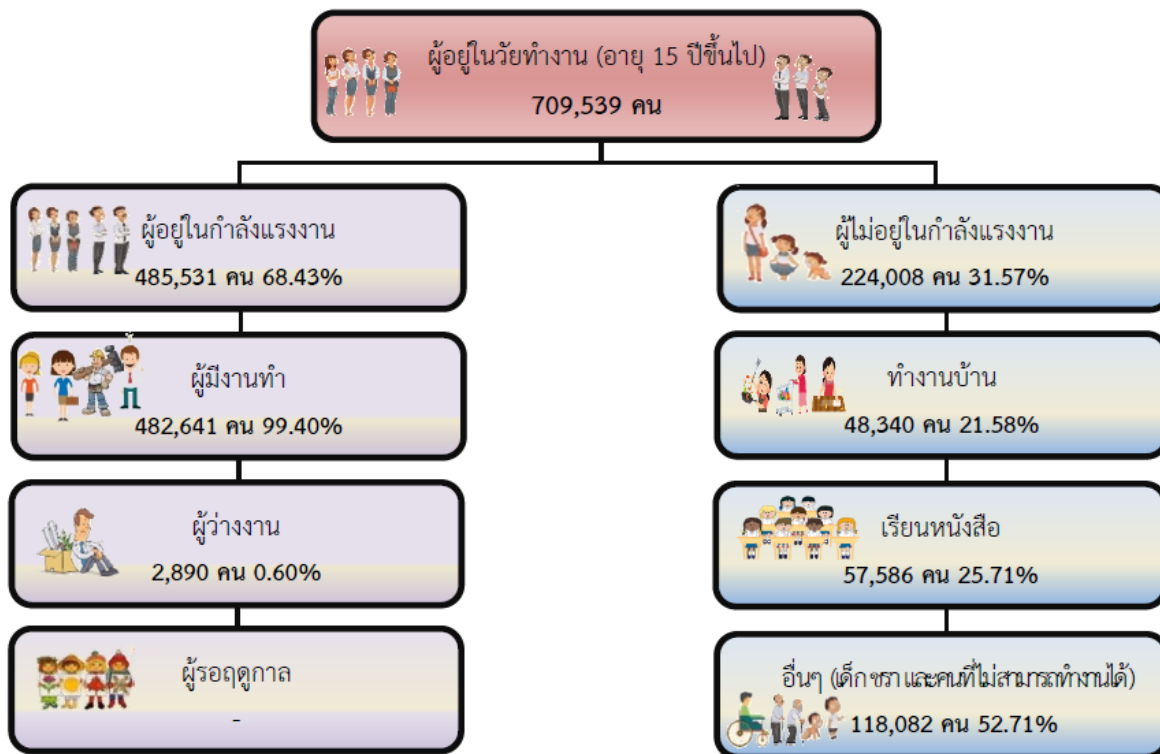 ผู้อยู่ในวัยทำงาน (อายุ 15 ปีขึ้นไป)
709,539 คน
ผู้อยู่ในกำลังแรงงาน
485,531 คน 68.43%
ผู้มีงานทำ
482,641 คน 99.40%
ผู้ว่างงาน
2,890 คน 0.60%
ผู้รอฤดูกาล
-
ผู้ไม่อยู่ในกำลังแรงงาน
224,008 คน 31.57%
ทำงานบ้าน
48,340 คน 21.58%
เรียนหนังสือ
57,586 คน 25.71%
อื่นๆ (เด็ก ชรา และคนที่ไม่สามารถทำงานได้)
118,082 คน 52.71%